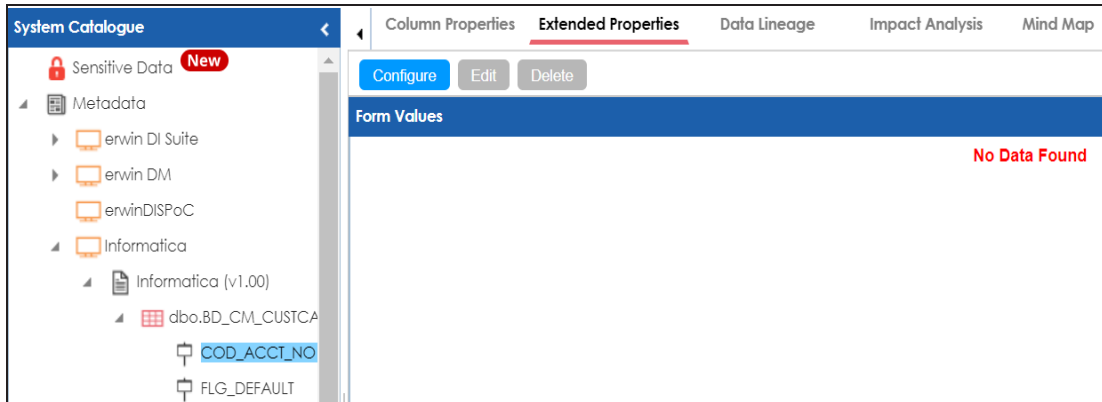 System Catalogue
Sensitive Data New
Metadata
erwin DI Suite
erwin DM
erwinDISPoC
Informatica
Informatica (v1.00)
dbo.BD_CM_CUSTCA
COD_ACCT_NO
FLG_DEFAULT
Column Properties Extended Properties Data Lineage Impact Analysis Mind Map
Configure Edit Delete
Form Values
No Data Found